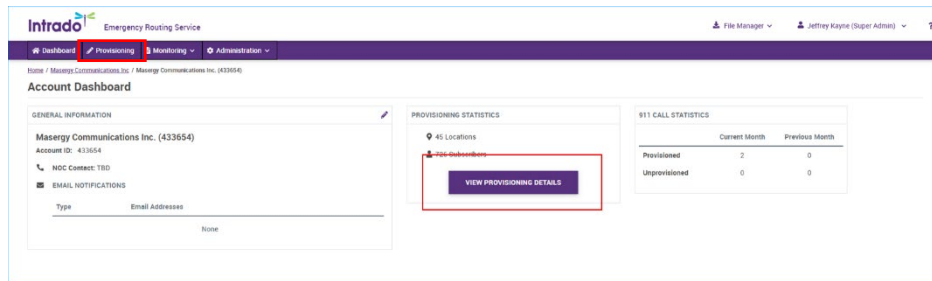 Intrado Emergency Routing Service File Manager Jeffrey Kayne (Super Admin) ?
Dashboard Provisioning Monitoring Administration
Home / Masergy Communications Inc. / Masergy Communications Inc. (433654)
Account Dashboard
GENERAL INFORMATION
Masergy Communications Inc. (433654)
Account ID: 433654
NOC Contact: TBD
EMAIL NOTIFICATIONS
Type Email Addresses
None
PROVISIONING STATISTICS
45 Locations
726 Subscribers
VIEW PROVISIONING DETAILS
911 CALL STATISTICS
Current Month Previous Month
Provisioned 2 0
Unprovisioned 0 0